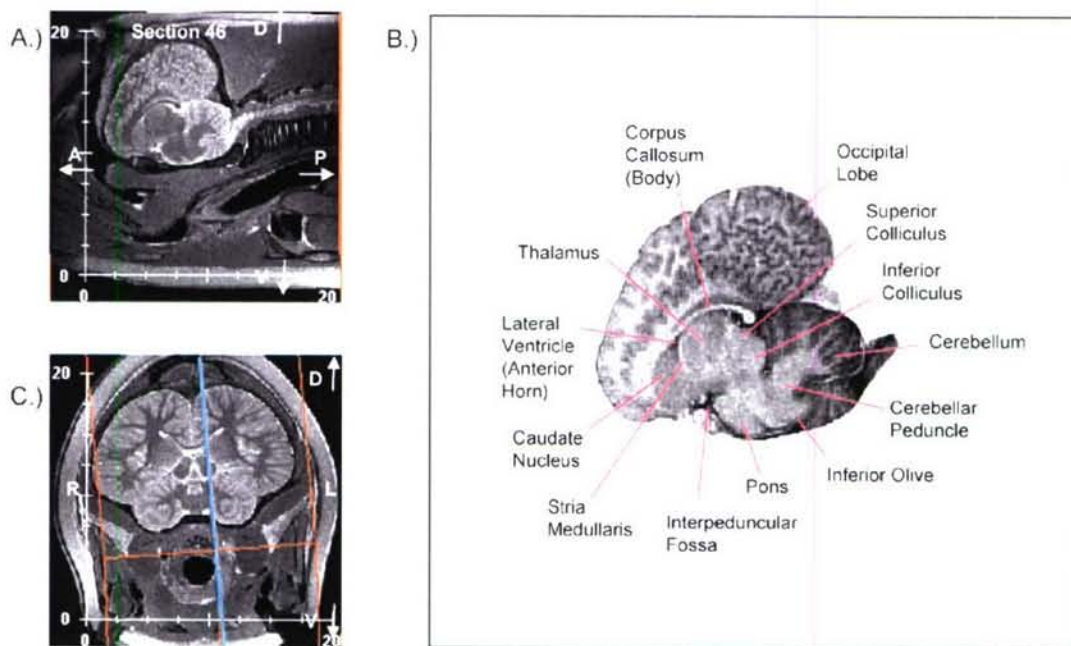 A.)
20
Section 46
D
A
P
0
V
0
20
B.)
Corpus
Callosum
(Body)
Occipital
Lobe
Superior
Colliculus
Thalamus
Inferior
Colliculus
Lateral
Ventricle
(Anterior
Horn)
Cerebellum
Cerebellar
Peduncle
Caudate
Nucleus
Inferior Olive
Pons
Stria
Medullaris
Interpeduncular
Fossa
C.)
20
D
R
L
0
V
0
20